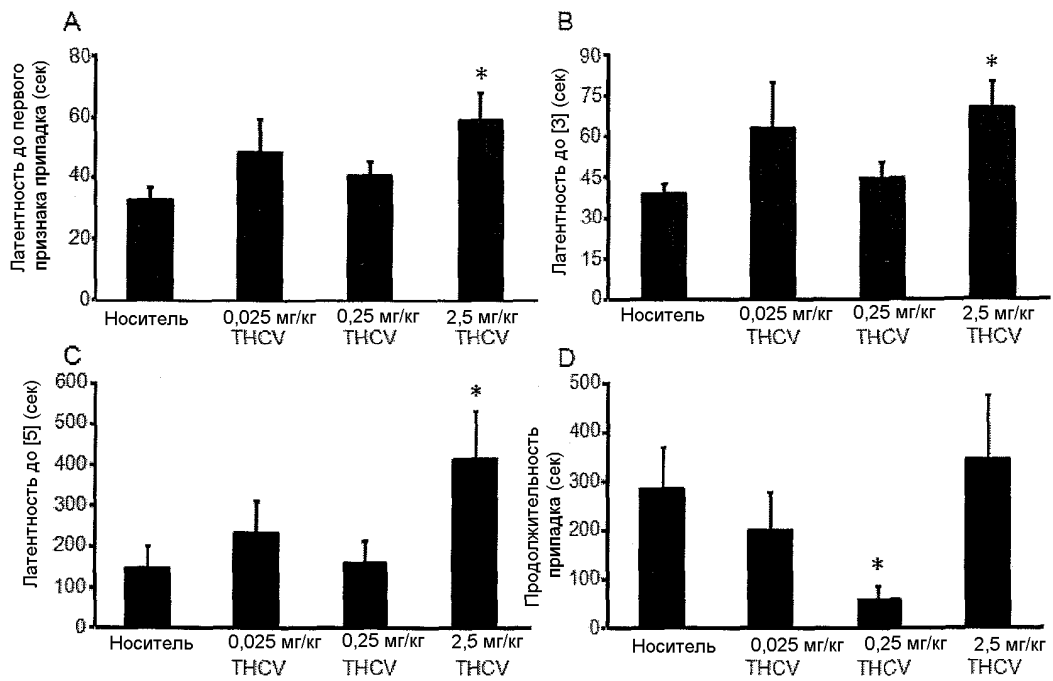 A
Латентность до первого
признака припадка (сек)
80
60
40
20
0
*
Носитель
0,025 мг/кг
THCV
0,25 мг/кг
THCV
2,5 мг/кг
THCV
B
Латентность до [3] (сек)
90
75
60
45
30
15
0
*
Носитель
0,025 мг/кг
THCV
0,25 мг/кг
THCV
2,5 мг/кг
THCV
C
Латентность до [5] (сек)
600
500
400
300
200
100
0
*
Носитель
0,025 мг/кг
THCV
0,25 мг/кг
THCV
2,5 мг/кг
THCV
D
Продолжительность
припадка (сек)
500
400
300
200
100
0
*
Носитель
0,025 мг/кг
THCV
0,25 мг/кг
THCV
2,5 мг/кг
THCV